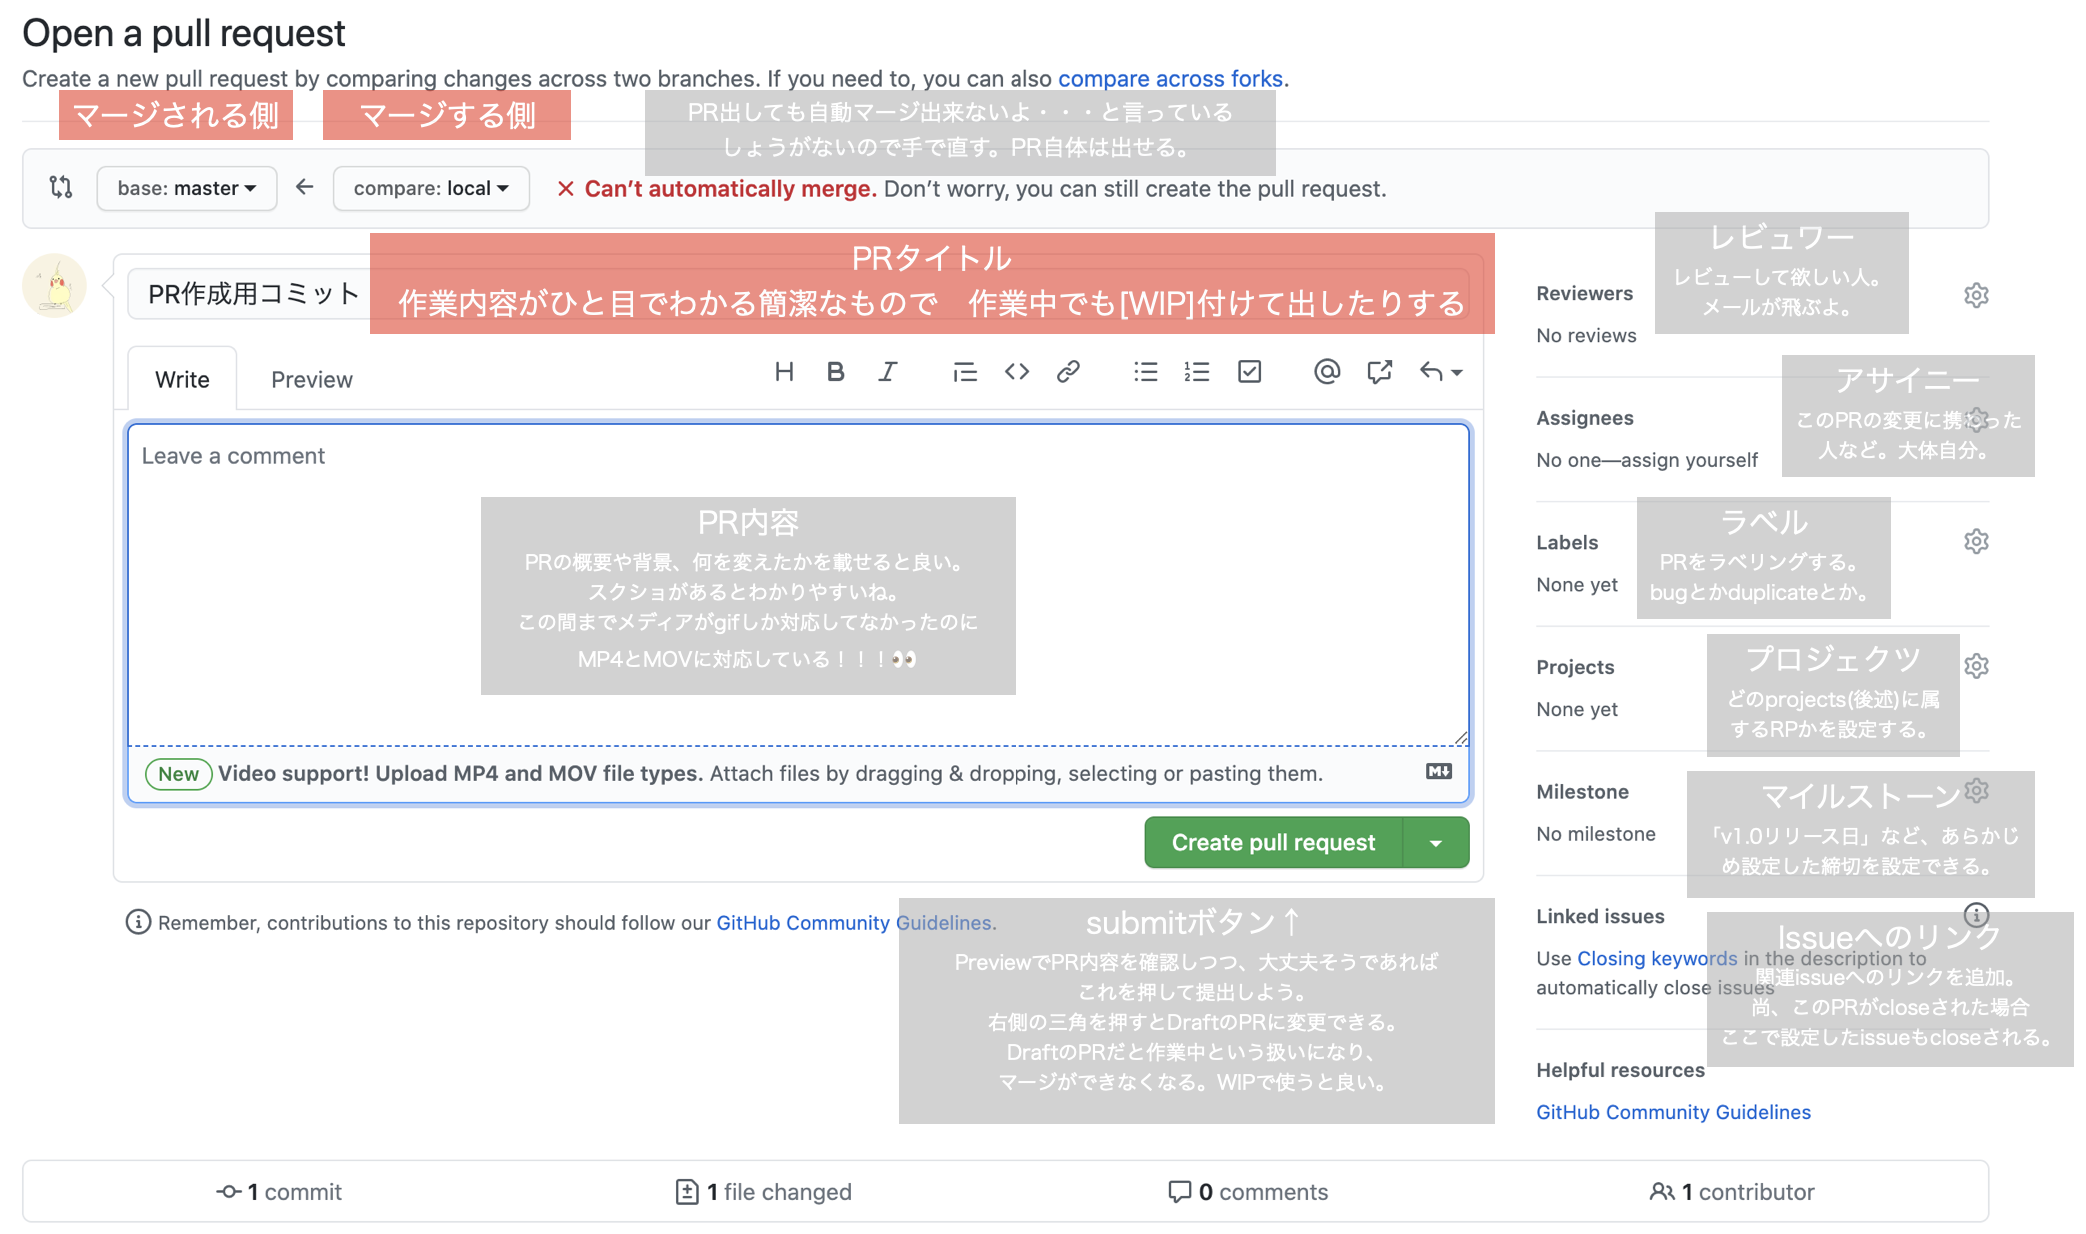 Open a pull request
Create a new pull request by comparing changes across two branches. If you need to, you can also compare across forks.
マージされる側
マージする側
PR出しても自動マージ出来ないよ・・・と言っている
しょうがないので手で直す。PR自体は出せる。
base: master
compare: local
Can’t automatically merge. Don’t worry, you can still create the pull request.
PRタイトル
作業内容がひと目でわかる簡潔なもので　作業中でも[WIP]付けて出したりする
PR作成用コミット
Write
Preview
Leave a comment
PR内容
PRの概要や背景、何を変えたかを載せると良い。
スクショがあるとわかりやすいね。
この間までメディアがgifしか対応してなかったのに
MP4とMOVに対応している！！！👀
New Video support! Upload MP4 and MOV file types. Attach files by dragging & dropping, selecting or pasting them.
Create pull request
Remember, contributions to this repository should follow our GitHub Community Guidelines.
submitボタン↑
PreviewでPR内容を確認しつつ、大丈夫そうであれば
これを押して提出しよう。
右側の三角を押すとDraftのPRに変更できる。
DraftのPRだと作業中という扱いになり、
マージができなくなる。WIPで使うと良い。
レビュワー
レビューして欲しい人。
メールが飛ぶよ。
Reviewers
No reviews
アサイニー
このPRの変更に携わった
人など。大体自分。
Assignees
No one—assign yourself
ラベル
PRをラベリングする。
bugとかduplicateとか。
Labels
None yet
プロジェクツ
どのprojects(後述)に属
するRPかを設定する。
Projects
None yet
マイルストーン
「v1.0リリース日」など、あらかじ
め設定した締切を設定できる。
Milestone
No milestone
Linked issues
Use Closing keywords in the description to
automatically close issues
Issueへのリンク
関連issueへのリンクを追加。
尚、このPRがcloseされた場合
ここで設定したissueもcloseされる。
Helpful resources
GitHub Community Guidelines
1 commit
1 file changed
0 comments
1 contributor